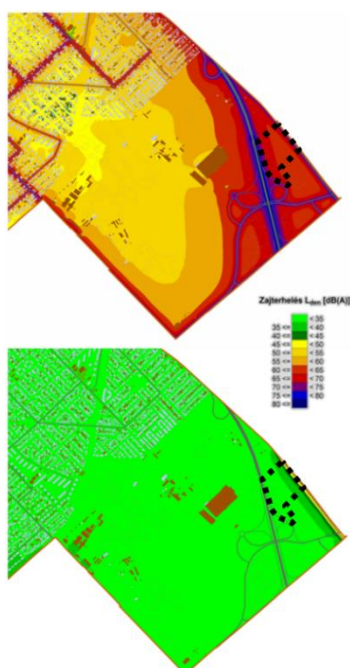 Zajterhelés Lden [dB(A)]
< 35
35 <= < 40
40 <= < 45
45 <= < 50
50 <= < 55
55 <= < 60
60 <= < 65
65 <= < 70
70 <= < 75
75 <= < 80
80 <=